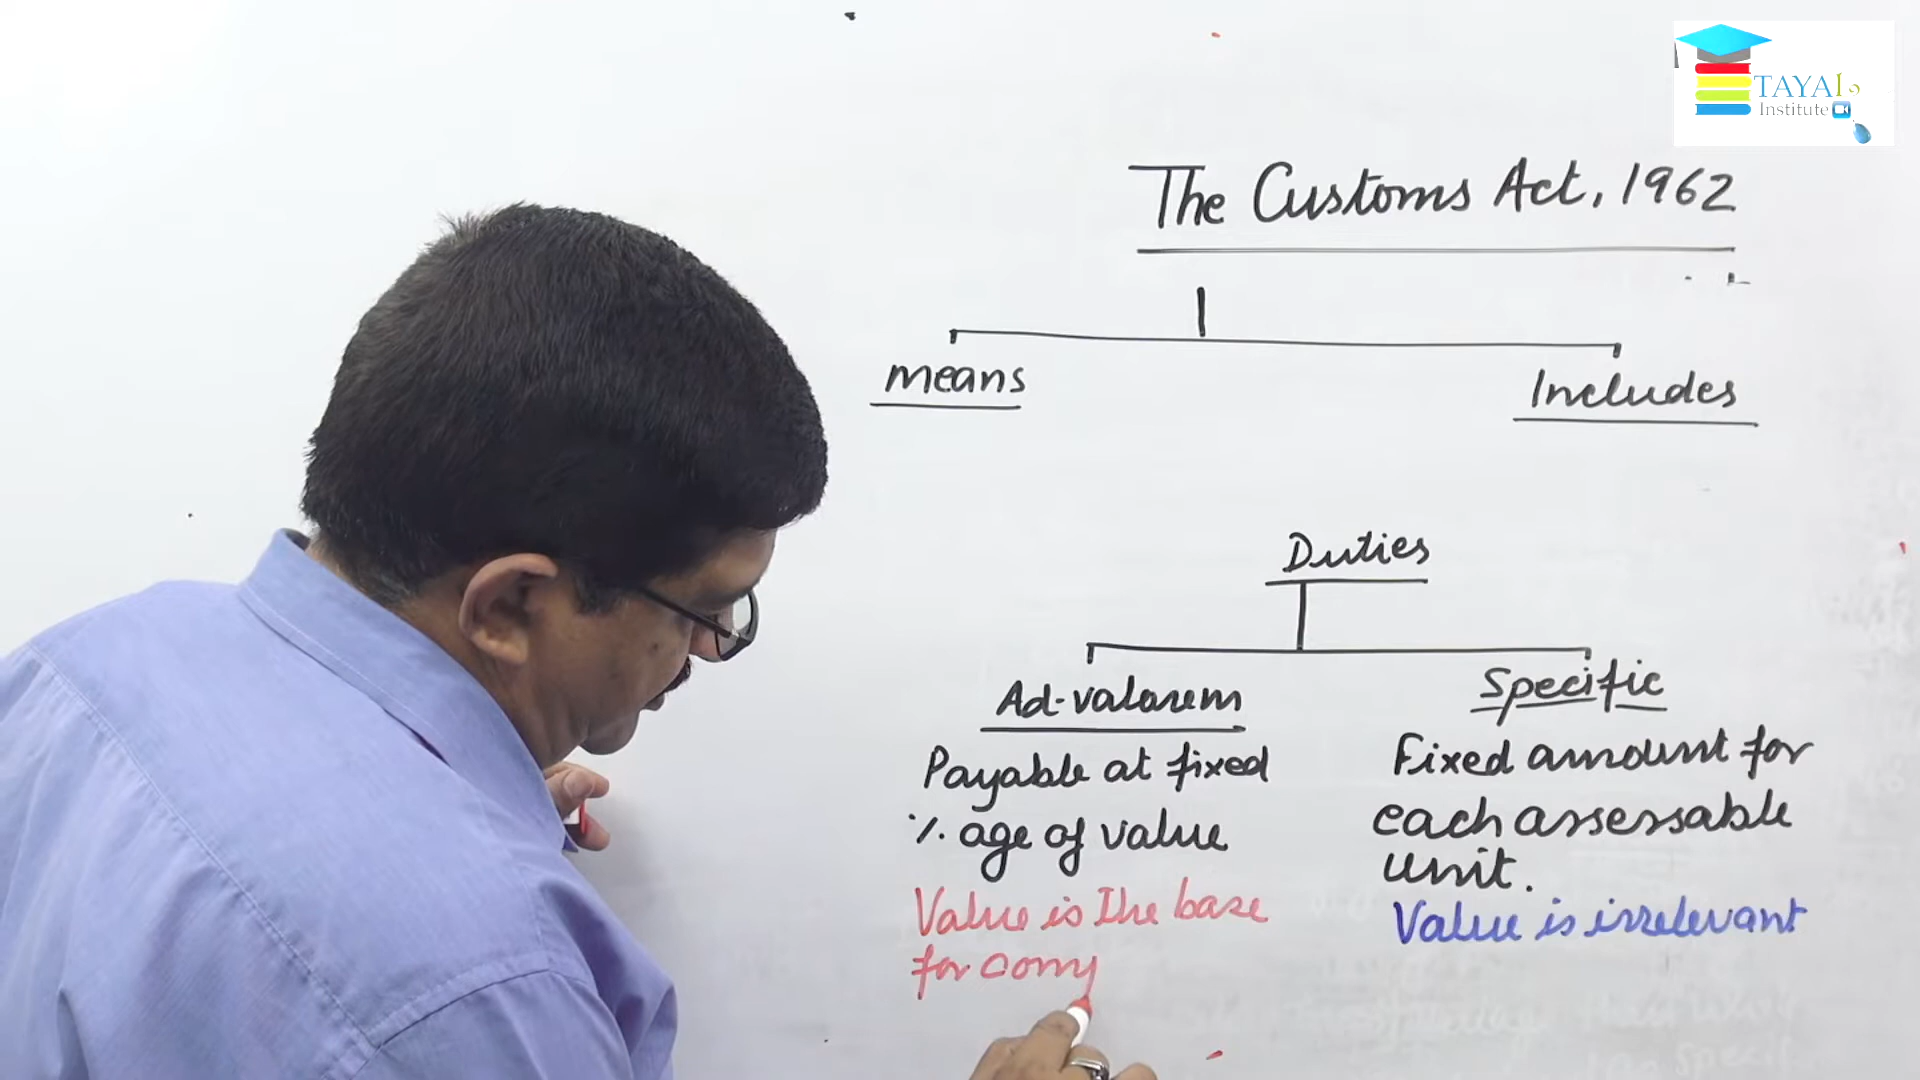 TAYAL
Institute
The Customs Act, 1962
means
Includes
Duties
Ad-valorem
Payable at fixed
% age of value
Value is the base
for comp
Specific
Fixed amount for
each assessable
unit.
Value is irrelevant